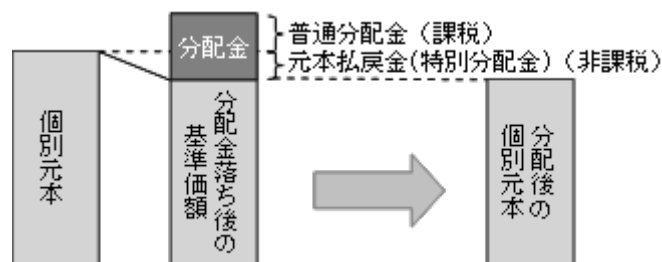 分配金
普通分配金（課税）
元本払戻金(特別分配金)（非課税）
個別元本
分配金落ち後の
基準価額
分配後の
個別元本